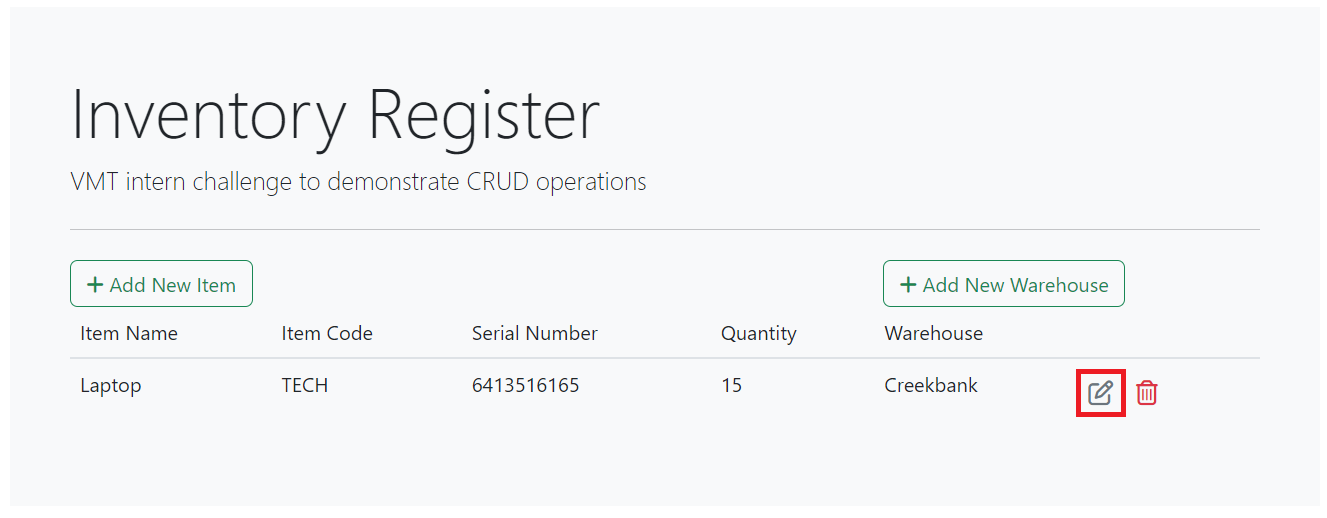 Inventory Register
VMT intern challenge to demonstrate CRUD operations
+ Add New Item + Add New Warehouse
Item Name Item Code Serial Number Quantity Warehouse
Laptop TECH 6413516165 15 Creekbank